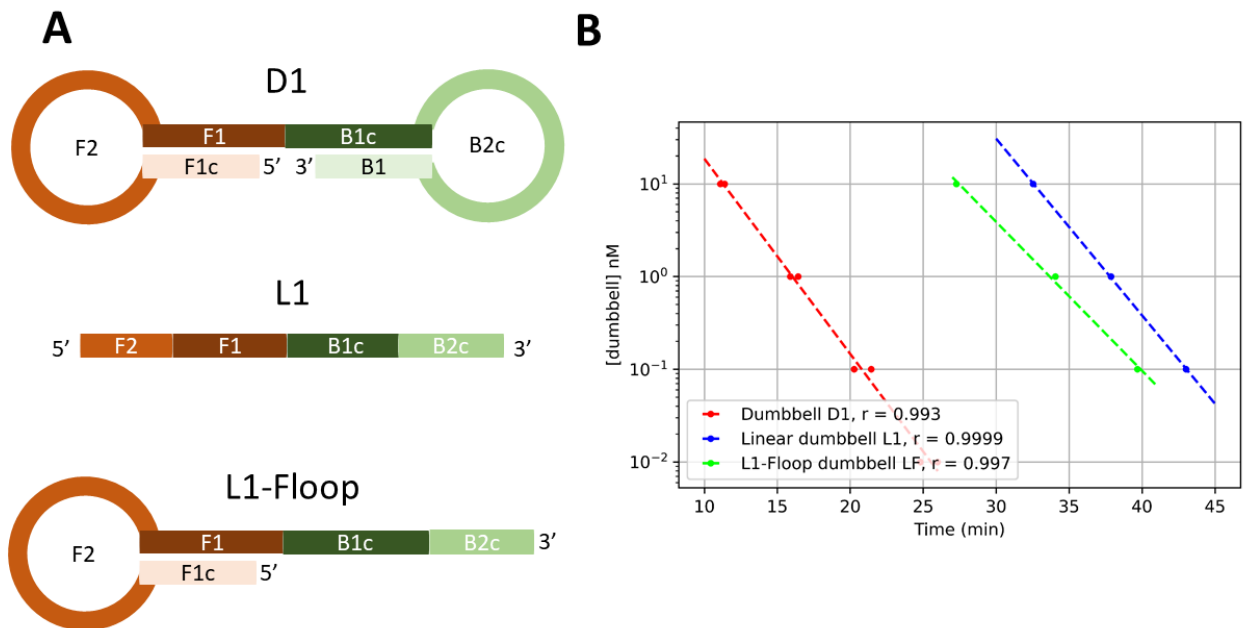 A
D1
F2
F1
B1c
B2c
F1c
5’
3’
B1
L1
5’
F2
F1
B1c
B2c
3’
L1-Floop
F2
F1
B1c
B2c
3’
F1c
5’
B
[dumbbell] nM
10¹
10⁰
10⁻¹
10⁻²
Dumbbell D1, r = 0.993
Linear dumbbell L1, r = 0.9999
L1-Floop dumbbell LF, r = 0.997
10 15 20 25 30 35 40 45
Time (min)